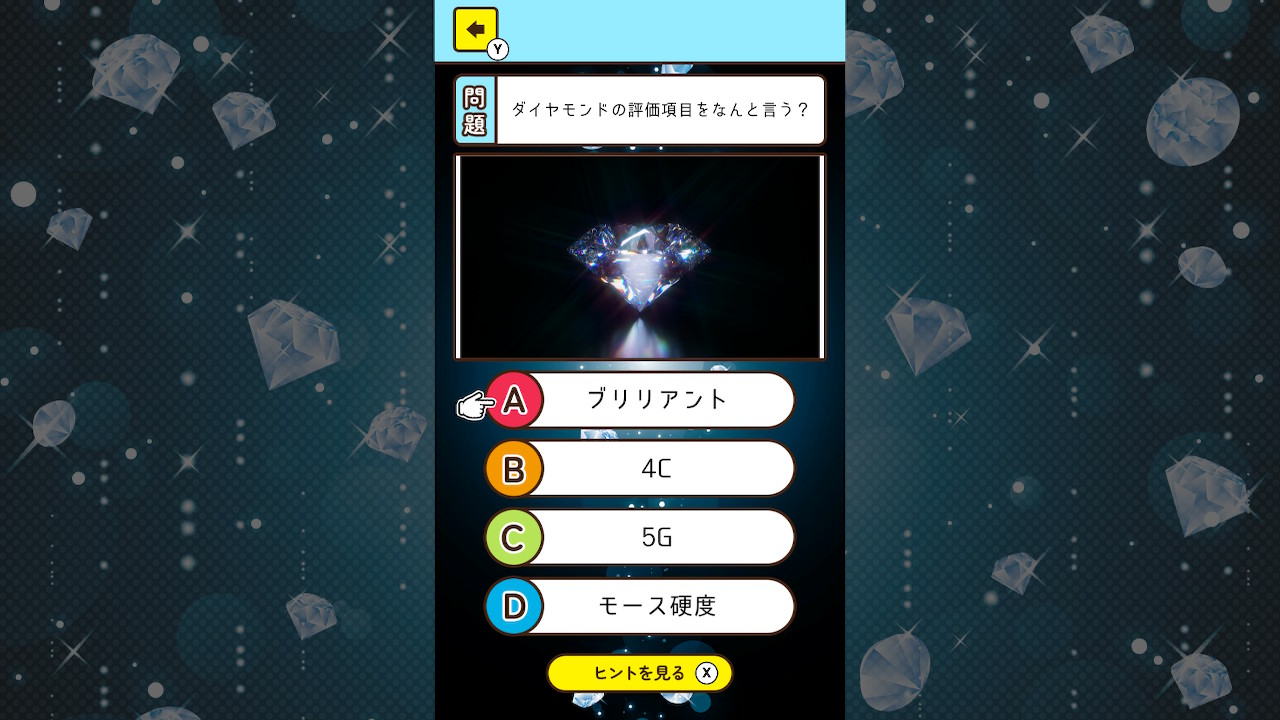 Y
問題
ダイヤモンドの評価項目をなんと言う？
A ブリリアント
B 4C
C 5G
D モース硬度
ヒントを見る X